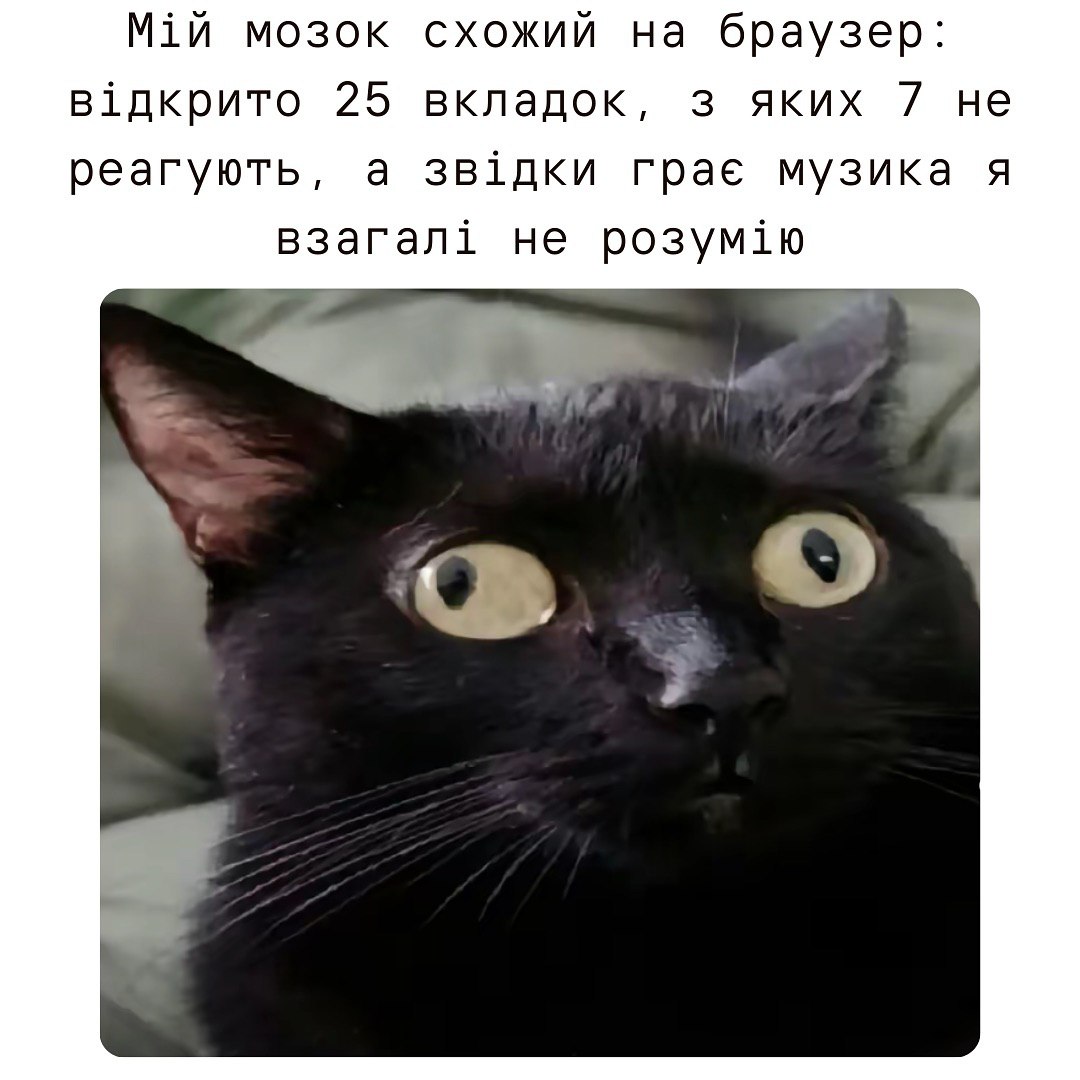 Мій мозок схожий на браузер:
відкрито 25 вкладок, з яких 7 не
реагують, а звідки грає музика я
взагалі не розумію